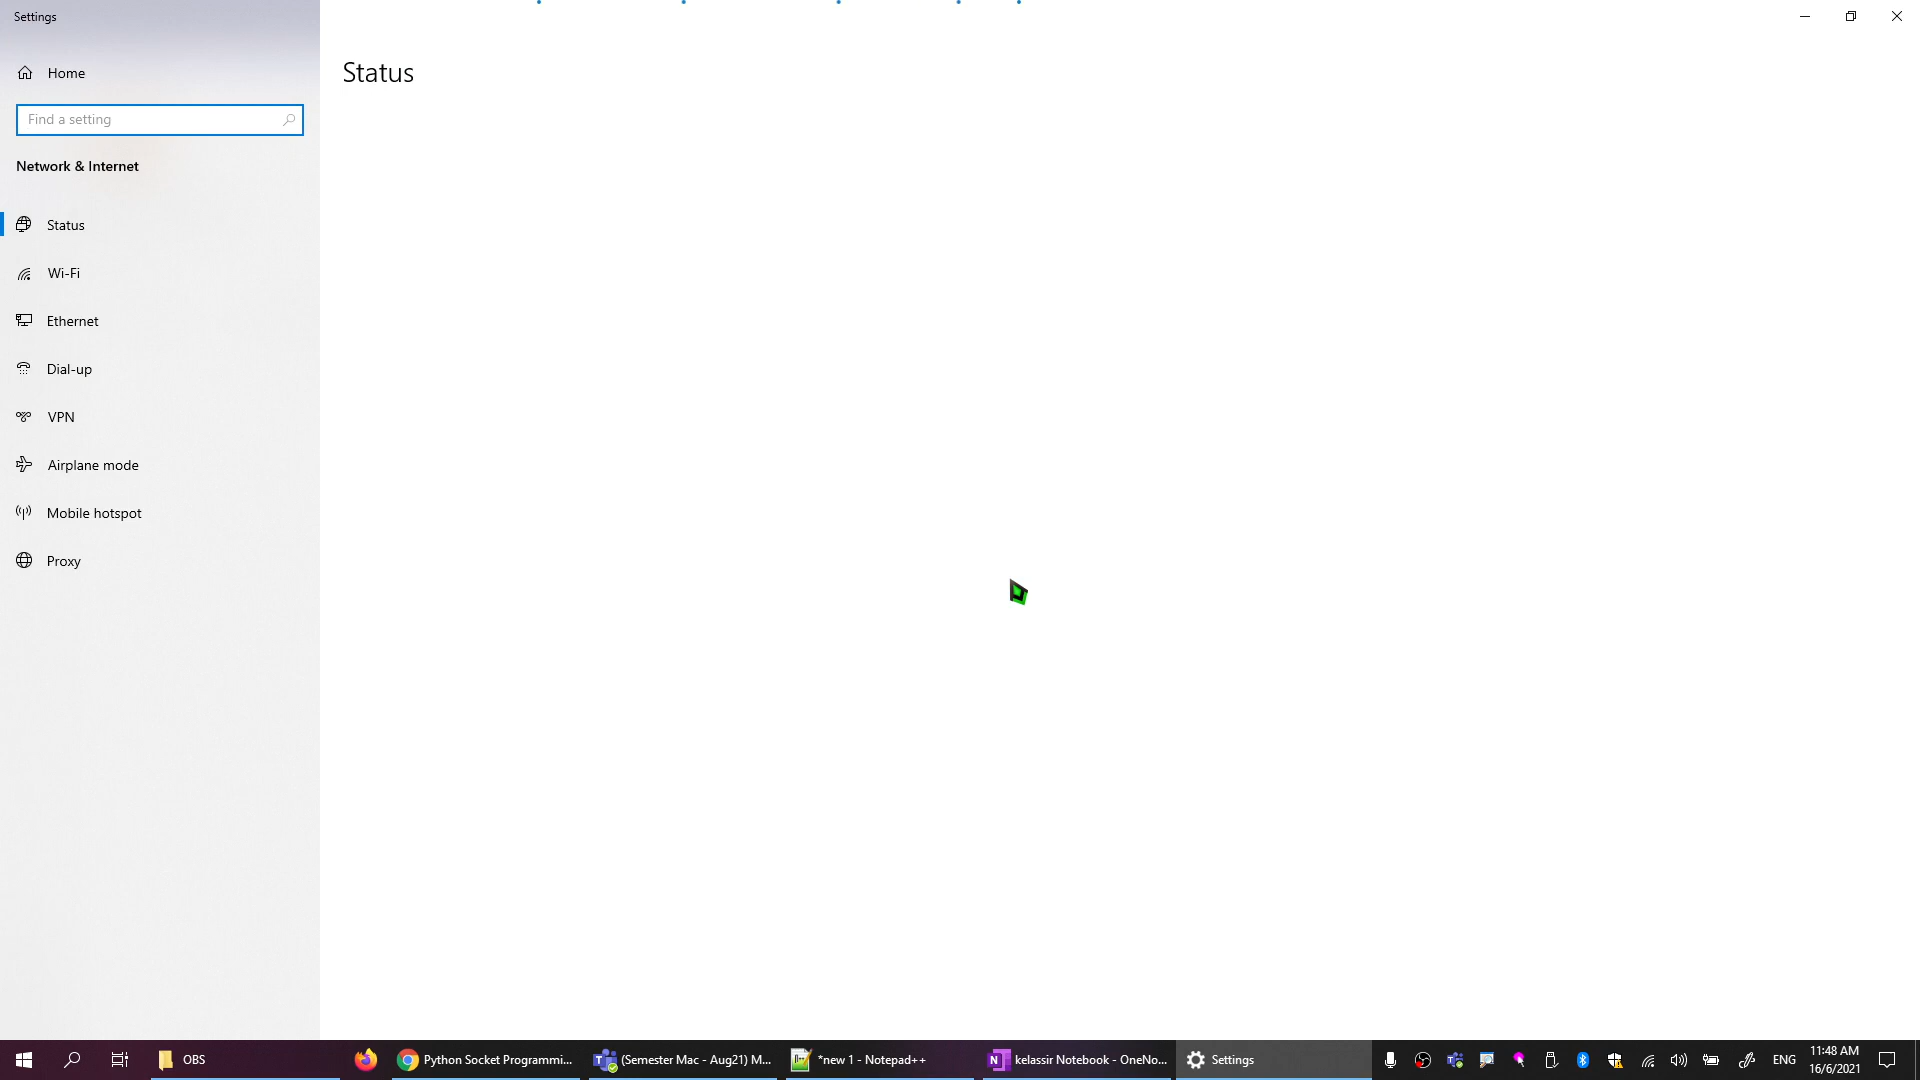 Settings
Home
Find a setting
Network & Internet
Status
Wi-Fi
Ethernet
Dial-up
VPN
Airplane mode
Mobile hotspot
Proxy
Status
OBS
Python Socket Programmi...
(Semester Mac - Aug21) M...
*new 1 - Notepad++
kelassir Notebook - OneNo...
Settings
ENG
11:48 AM
16/6/2021